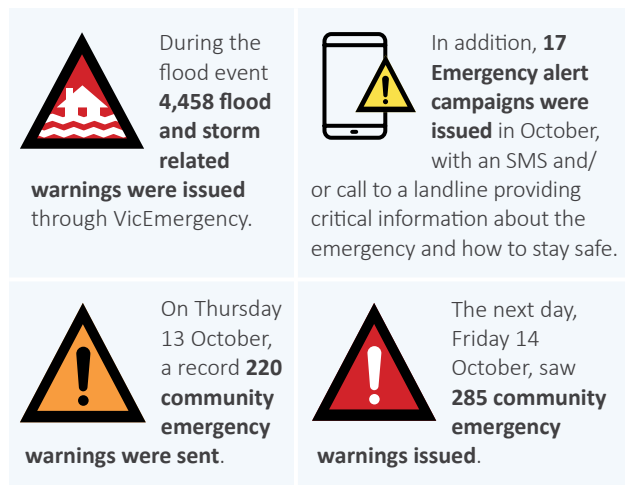 During the
flood event
4,458 flood
and storm
related
warnings were issued
through VicEmergency.
In addition, 17
Emergency alert
campaigns were
issued in October,
with an SMS and/
or call to a landline providing
critical information about the
emergency and how to stay safe.
On Thursday
13 October,
a record 220
community
emergency
warnings were sent.
The next day,
Friday 14
October, saw
285 community
emergency
warnings issued.